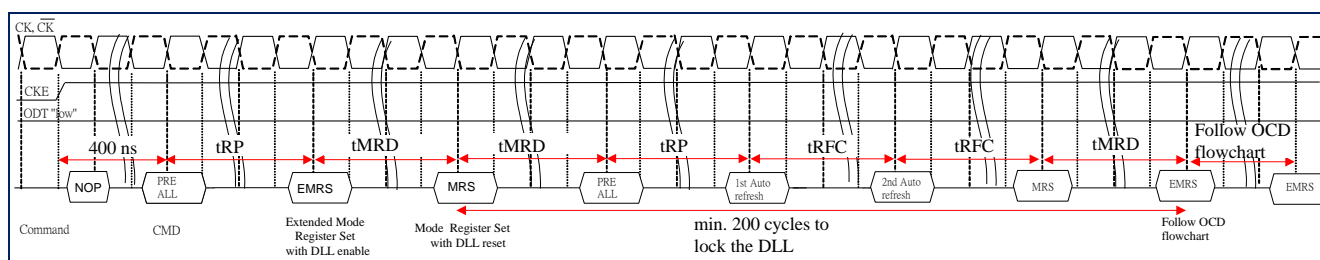 CK, CK
CKE
ODT "low"
400 ns
tRP
tMRD
tMRD
tRP
tRFC
tRFC
tMRD
Follow OCD
flowchart
NOP
PRE
ALL
EMRS
MRS
PRE
ALL
1st Auto
refresh
2nd Auto
refresh
MRS
EMRS
EMRS
Command
CMD
Extended Mode
Register Set
with DLL enable
Mode Register Set
with DLL reset
min. 200 cycles to
lock the DLL
Follow OCD
flowchart